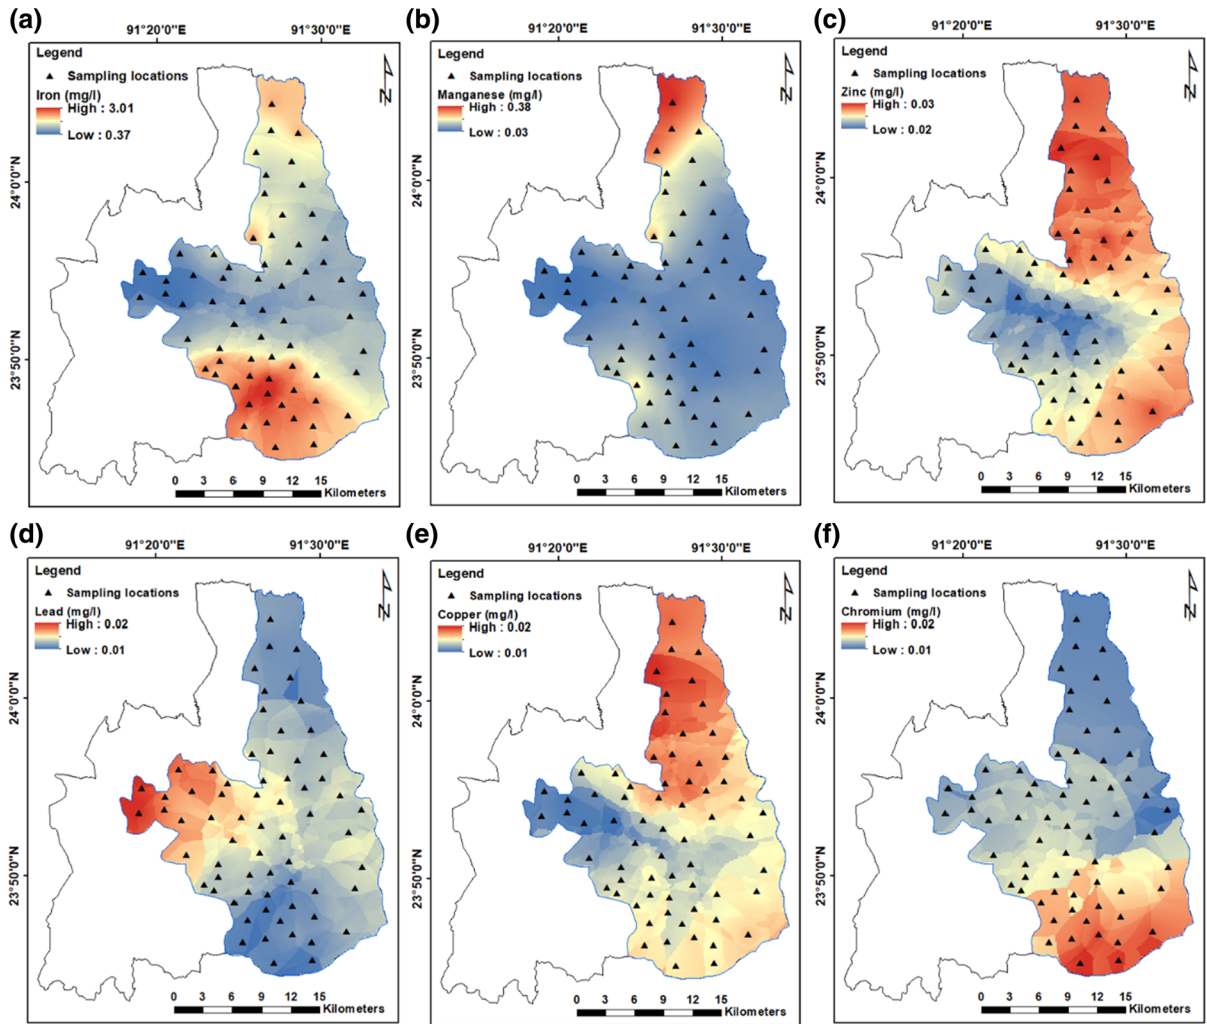 (a)
91°20'0"E 91°30'0"E
Legend
Sampling locations
Iron (mg/l)
High : 3.01
Low : 0.37
N
24°0'0"N
23°50'0"N
0 3 6 9 12 15
Kilometers
(b)
91°20'0"E 91°30'0"E
Legend
Sampling locations
Manganese (mg/l)
High : 0.38
Low : 0.03
N
24°0'0"N
23°50'0"N
0 3 6 9 12 15
Kilometers
(c)
91°20'0"E 91°30'0"E
Legend
Sampling locations
Zinc (mg/l)
High : 0.03
Low : 0.02
N
24°0'0"N
23°50'0"N
0 3 6 9 12 15
Kilometers
(d)
91°20'0"E 91°30'0"E
Legend
Sampling locations
Lead (mg/l)
High : 0.02
Low : 0.01
N
24°0'0"N
23°50'0"N
0 3 6 9 12 15
Kilometers
(e)
91°20'0"E 91°30'0"E
Legend
Sampling locations
Copper (mg/l)
High : 0.02
Low : 0.01
N
24°0'0"N
23°50'0"N
0 3 6 9 12 15
Kilometers
(f)
91°20'0"E 91°30'0"E
Legend
Sampling locations
Chromium (mg/l)
High : 0.02
Low : 0.01
N
24°0'0"N
23°50'0"N
0 3 6 9 12 15
Kilometers